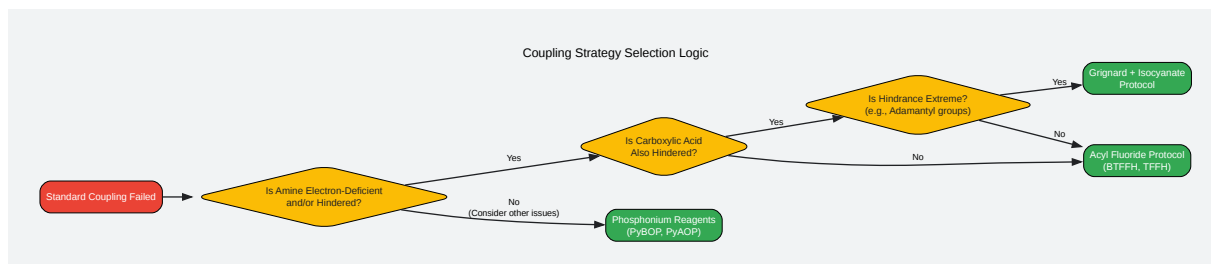 Coupling Strategy Selection Logic
Standard Coupling Failed
Is Amine Electron-Deficient
and/or Hindered?
Yes
No
(Consider other issues)
Phosphonium Reagents
(PyBOP, PyAOP)
Is Carboxylic Acid
Also Hindered?
Yes
No
Is Hindrance Extreme?
(e.g., Adamantyl groups)
Yes
No
Grignard + Isocyanate
Protocol
Acyl Fluoride Protocol
(BTFFH, TFFH)